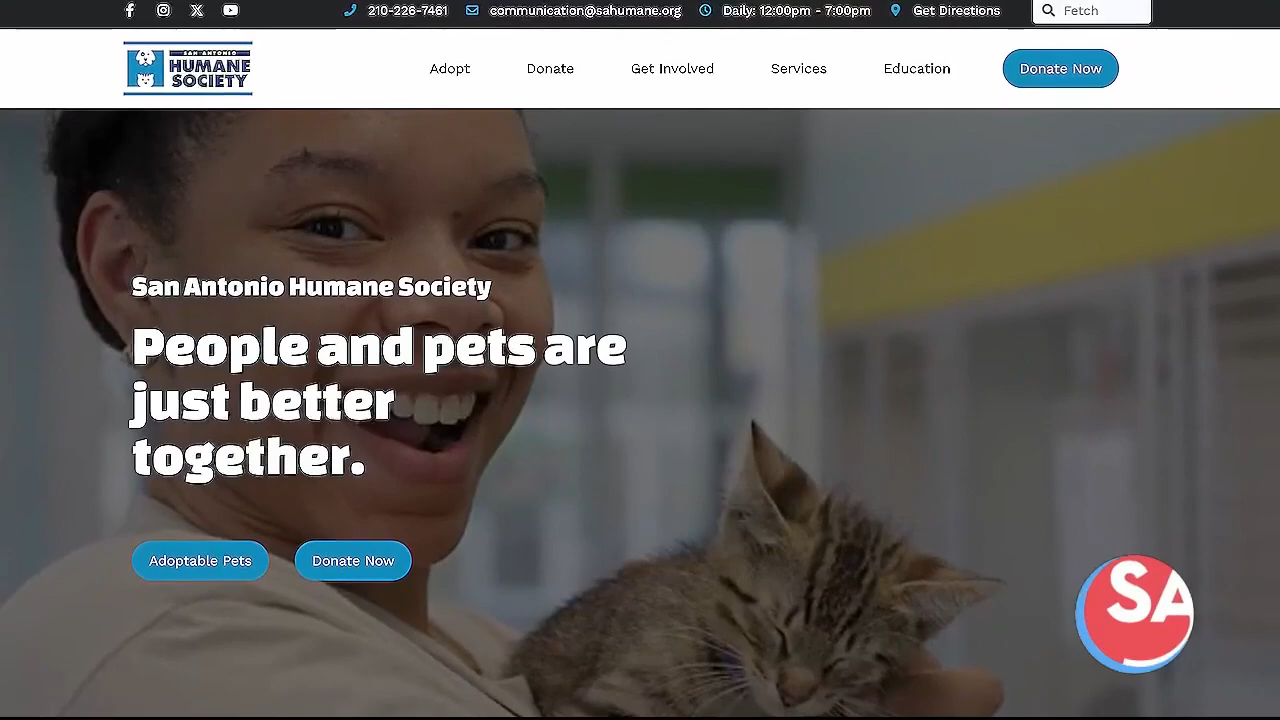 210-226-7461
communication@sahumane.org
Daily: 12:00pm - 7:00pm
Get Directions
Fetch
SAN ANTONIO
HUMANE
SOCIETY
Adopt
Donate
Get Involved
Services
Education
Donate Now
San Antonio Humane Society
People and pets are
just better
together.
Adoptable Pets
Donate Now
SA